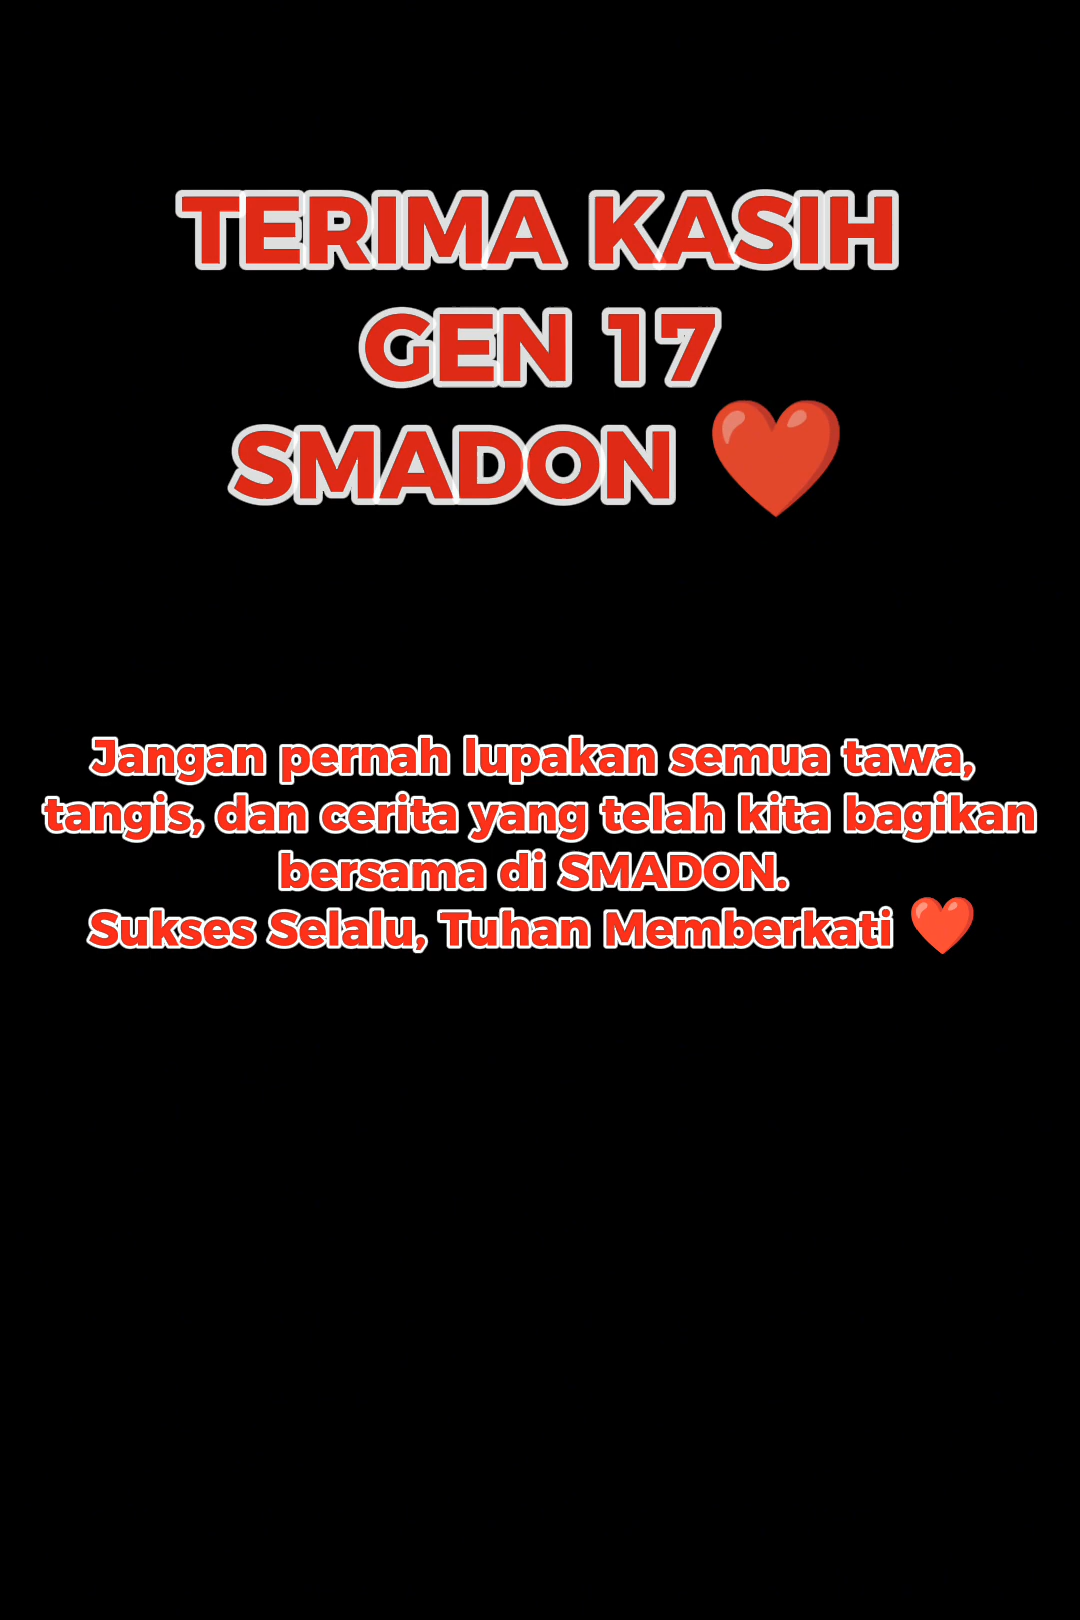 TERIMA KASIH
GEN 17
SMADON ❤️
Jangan pernah lupakan semua tawa,
tangis, dan cerita yang telah kita bagikan
bersama di SMADON.
Sukses Selalu, Tuhan Memberkati ❤️